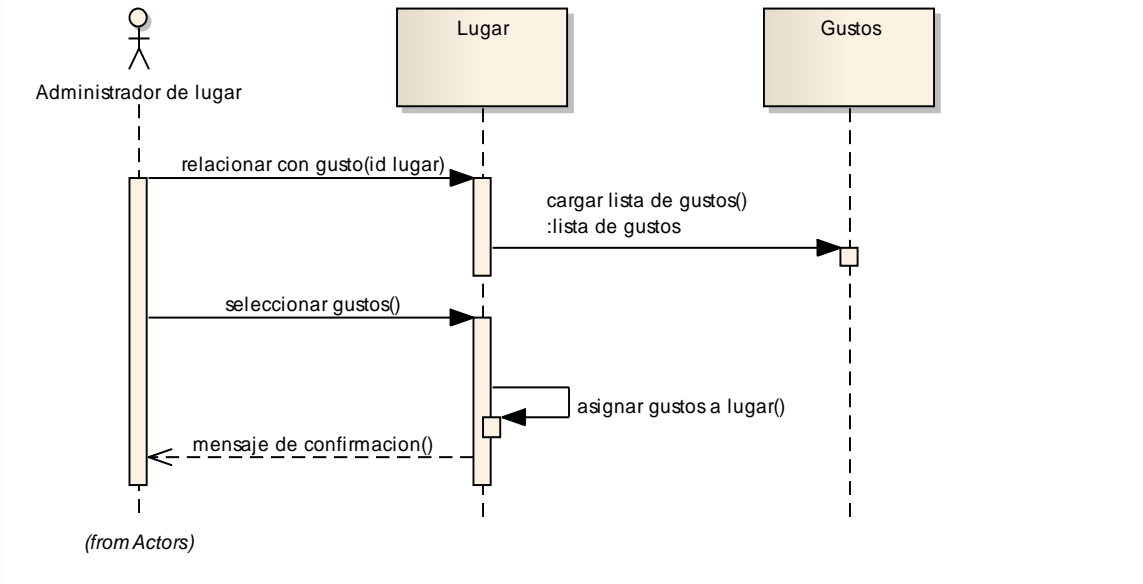 Lugar
Gustos
Administrador de lugar
relacionar con gusto(id lugar)
cargar lista de gustos()
:lista de gustos
seleccionar gustos()
asignar gustos a lugar()
mensaje de confirmacion()
(from Actors)